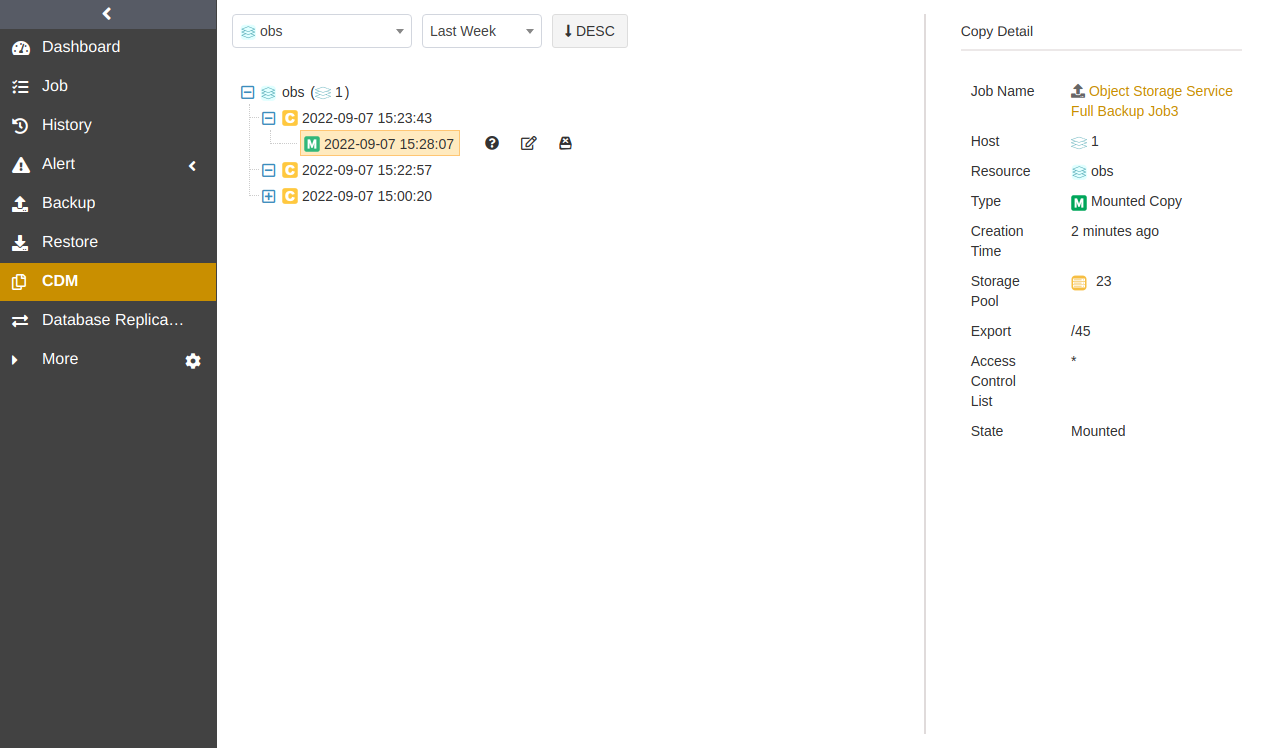 Dashboard
Job
History
Alert
Backup
Restore
CDM
Database Replica…
More
obs
Last Week
DESC
obs ( 1 )
C 2022-09-07 15:23:43
M 2022-09-07 15:28:07
C 2022-09-07 15:22:57
C 2022-09-07 15:00:20
Copy Detail
Job Name Object Storage Service
Full Backup Job3
Host 1
Resource obs
Type M Mounted Copy
Creation 2 minutes ago
Time
Storage 23
Pool
Export /45
Access *
Control
List
State Mounted